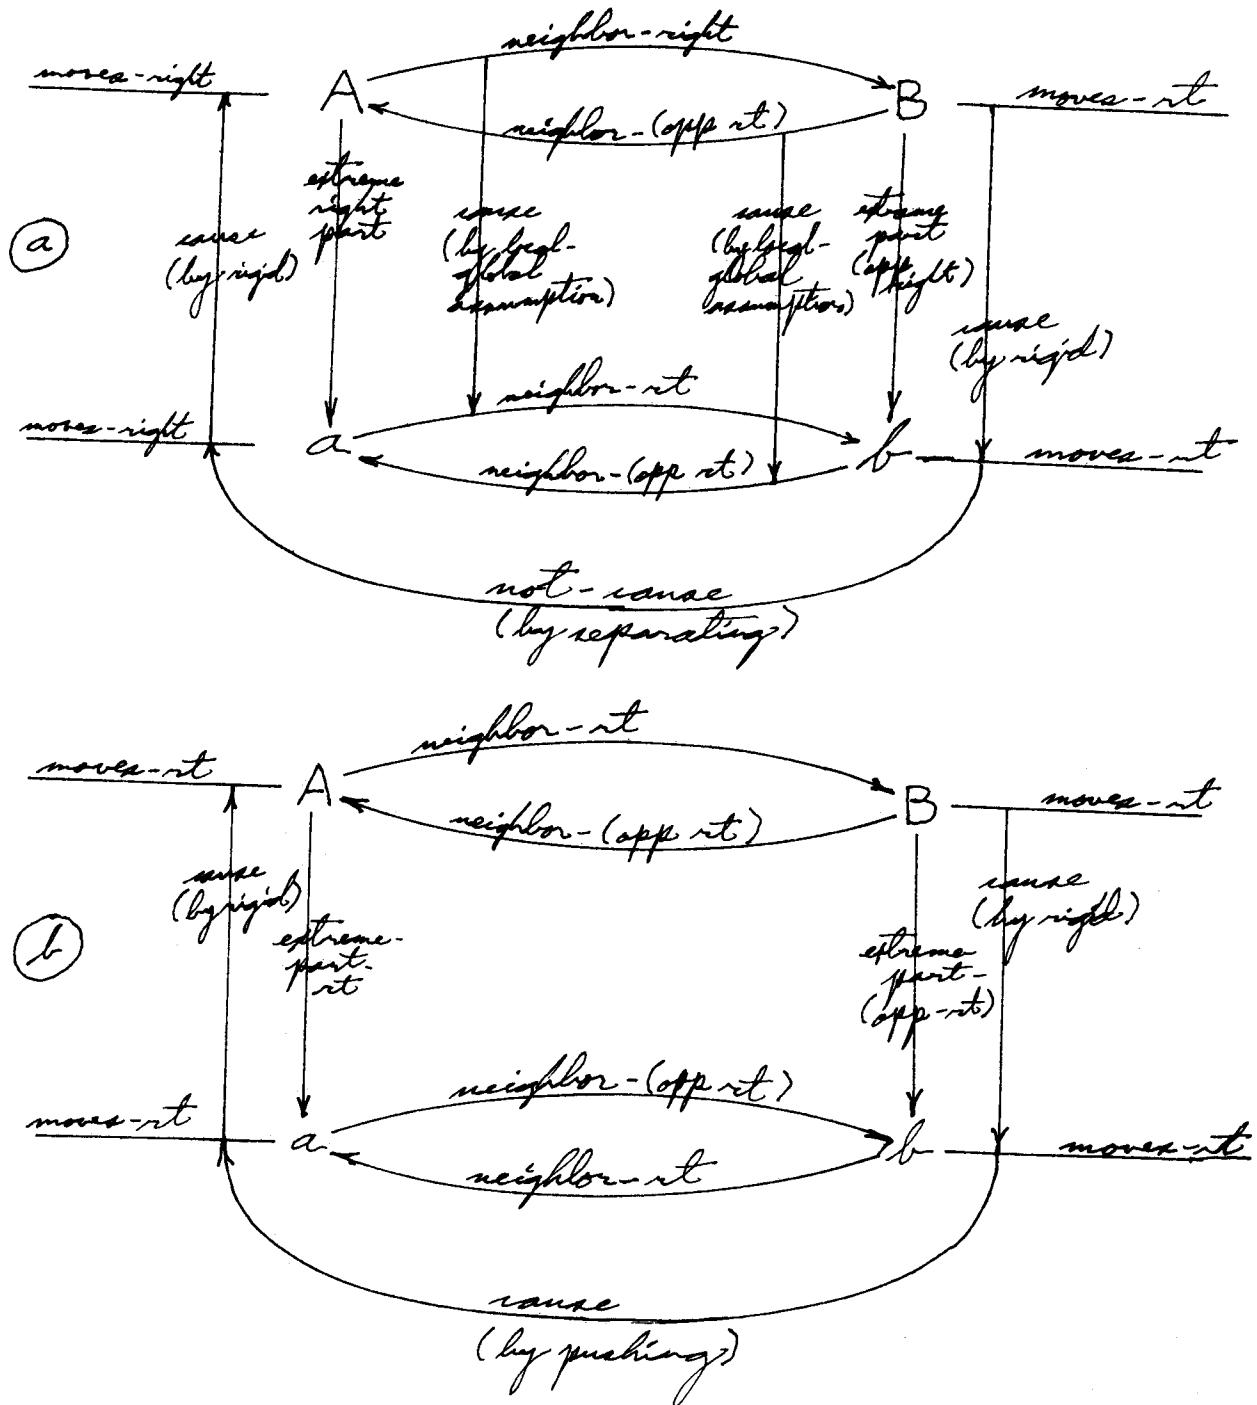 neighbor-right
moves-right
A
B
moves-rt
neighbor-(opp rt)
extreme
right
part
cause
(by local-
global
assumption)
cause
(by local-
global
assumption)
extreme
part
(opp
right)
a
cause
(by rigid)
cause
(by rigid)
neighbor-rt
moves-right
a
b
moves-rt
neighbor-(opp rt)
not-cause
(by separating)
neighbor-rt
moves-rt
A
B
moves-rt
neighbor-(opp rt)
cause
(by rigid)
cause
(by rigid)
b
extreme-
part-
rt
extreme
part-
(opp-rt)
neighbor-(opp rt)
moves-rt
a
b
moves-rt
neighbor-rt
cause
(by pushing)